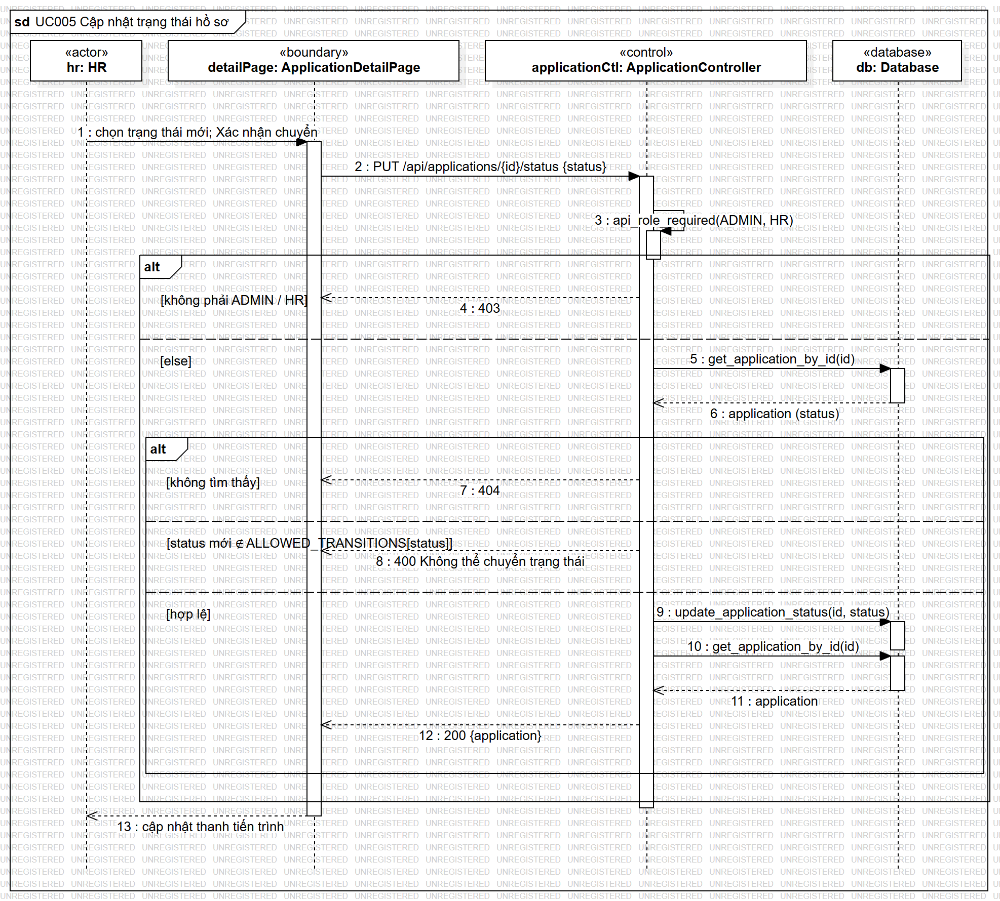 sd UC005 Cập nhật trạng thái hồ sơ
«actor»
hr: HR
«boundary»
detailPage: ApplicationDetailPage
«control»
applicationCtl: ApplicationController
«database»
db: Database
1 : chọn trạng thái mới; Xác nhận chuyển
2 : PUT /api/applications/{id}/status {status}
3 : api_role_required(ADMIN, HR)
alt
[không phải ADMIN / HR]
4 : 403
[else]
5 : get_application_by_id(id)
6 : application (status)
alt
[không tìm thấy]
7 : 404
[status mới ∉ ALLOWED_TRANSITIONS[status]]
8 : 400 Không thể chuyển trạng thái
[hợp lệ]
9 : update_application_status(id, status)
10 : get_application_by_id(id)
11 : application
12 : 200 {application}
13 : cập nhật thanh tiến trình
UNREGISTERED